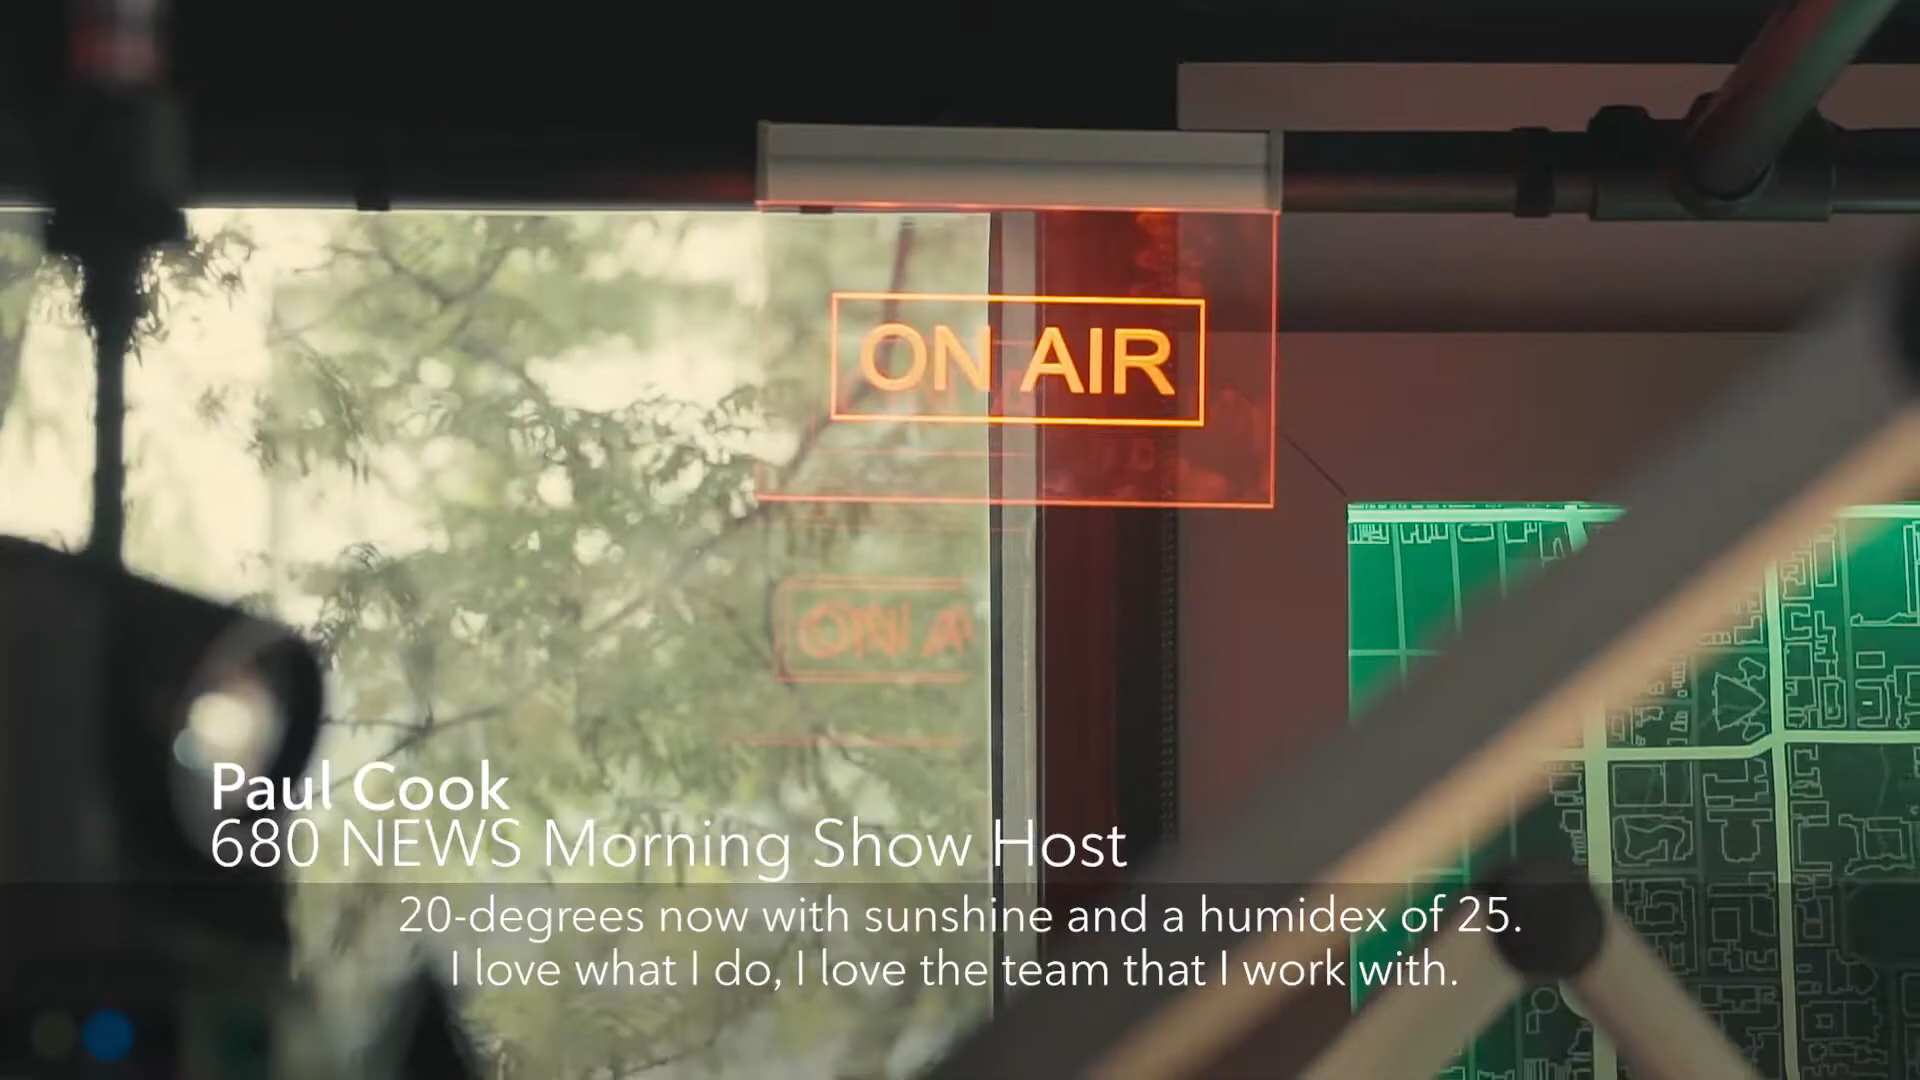 ON AIR
ON A
Paul Cook
680 NEWS Morning Show Host
20-degrees now with sunshine and a humidex of 25.
I love what I do, I love the team that I work with.